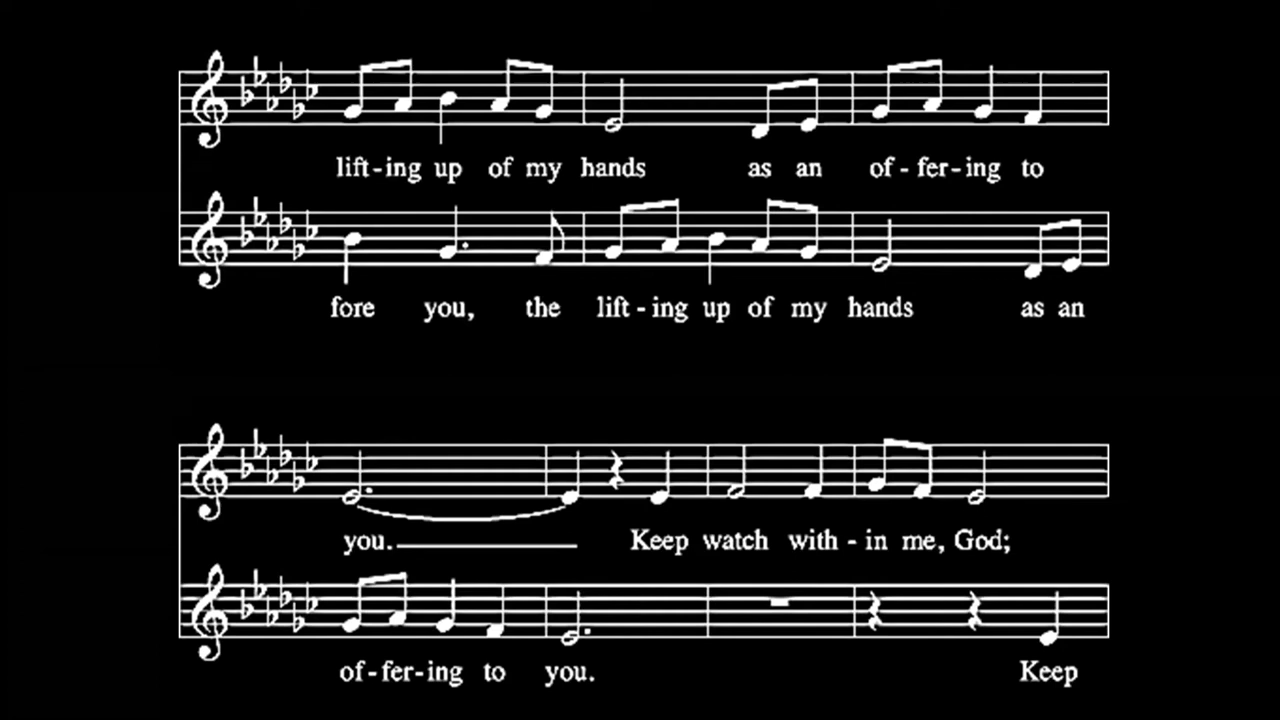 lift-ing up of my hands as an of-fer-ing to
fore you, the lift-ing up of my hands as an
you. Keep watch with-in me, God;
of-fer-ing to you. Keep